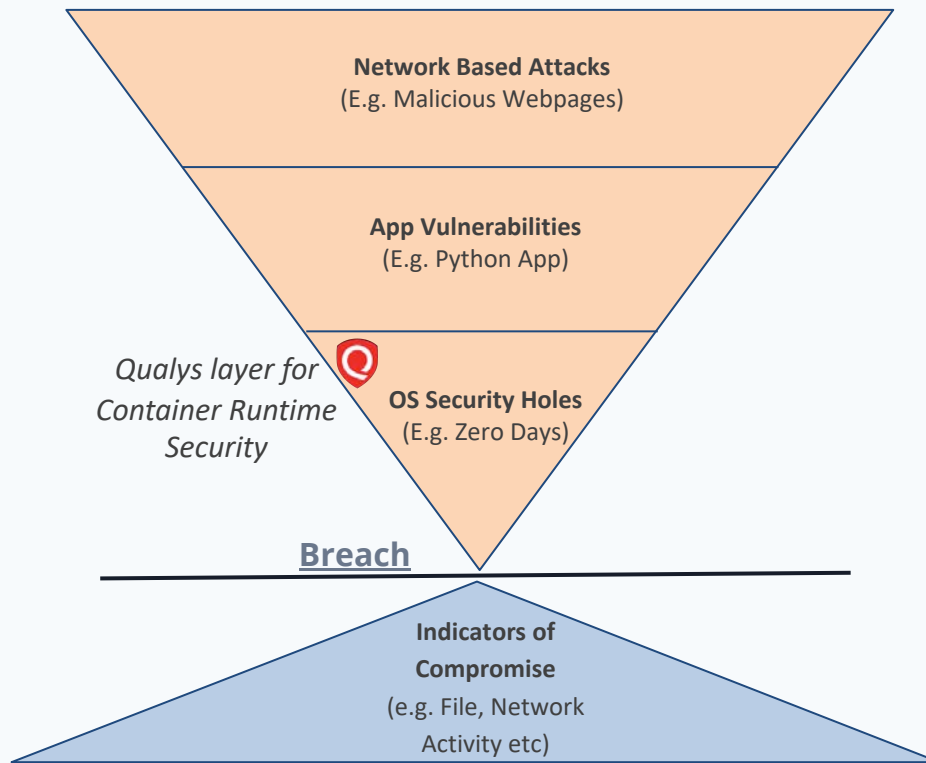 Network Based Attacks
(E.g. Malicious Webpages)
App Vulnerabilities
(E.g. Python App)
Qualys layer for
Container Runtime
Security
OS Security Holes
(E.g. Zero Days)
Breach
Indicators of
Compromise
(e.g. File, Network
Activity etc)